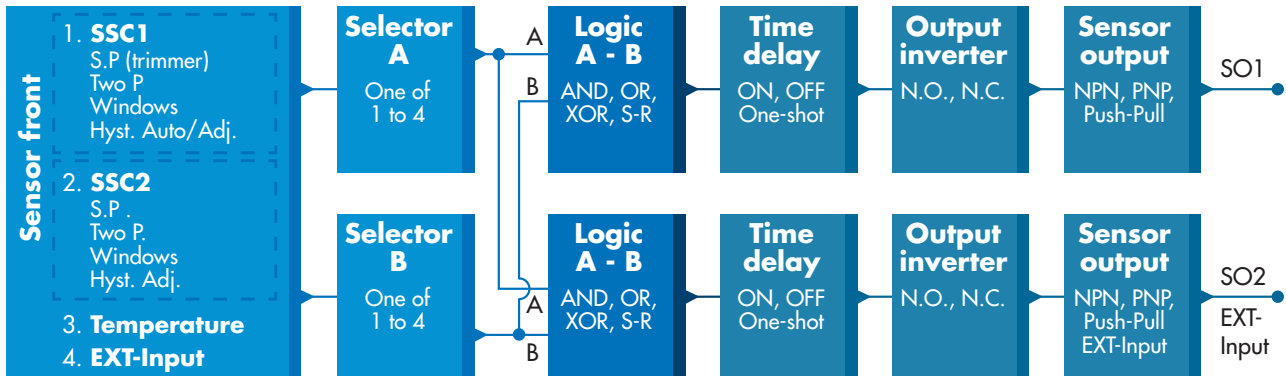 Sensor front
1. SSC1
S.P (trimmer)
Two P
Windows
Hyst. Auto/Adj.
2. SSC2
S.P .
Two P.
Windows
Hyst. Adj.
3. Temperature
4. EXT-Input
Selector
A
One of
1 to 4
A
B
Logic
A - B
AND, OR,
XOR, S-R
Time
delay
ON, OFF
One-shot
Output
inverter
N.O., N.C.
Sensor
output
NPN, PNP,
Push-Pull
SO1
Selector
B
One of
1 to 4
A
B
Logic
A - B
AND, OR,
XOR, S-R
Time
delay
ON, OFF
One-shot
Output
inverter
N.O., N.C.
Sensor
output
NPN, PNP,
Push-Pull
EXT-Input
SO2
EXT-
Input